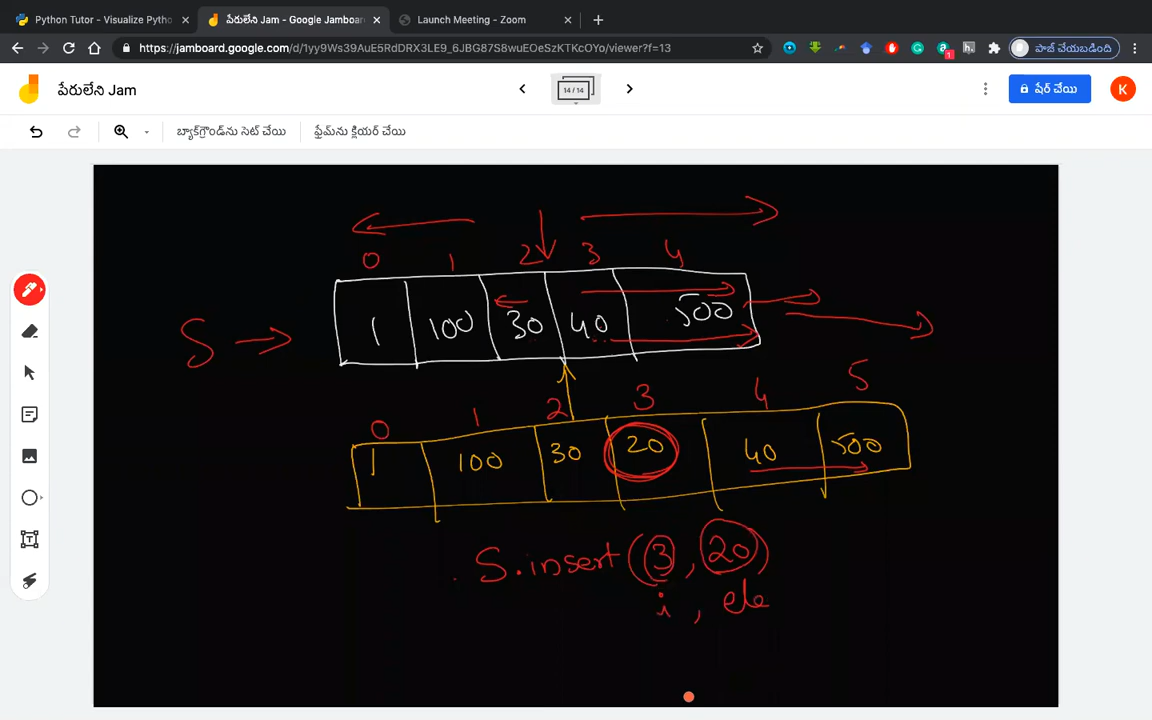 Python Tutor - Visualize Pytho
పేరులేని Jam - Google Jamboar
Launch Meeting - Zoom
https://jamboard.google.com/d/1yy9Ws39AuE5RdDRX3LE9_6JBG87S8wuEOeSzKTKcOYo/viewer?f=13
పాజ్ చేయబడింది
పేరులేని Jam
14 / 14
షేర్ చేయి
K
బ్యాక్‌గ్రౌండ్‌ను సెట్ చేయి
ఫ్రేమ్‌ను క్లియర్ చేయి
0 1 2 3 4
S → 1 100 30 40 500
0 1 2 3 4 5
1 100 30 20 40 500
S.insert(3, 20)
i, ele